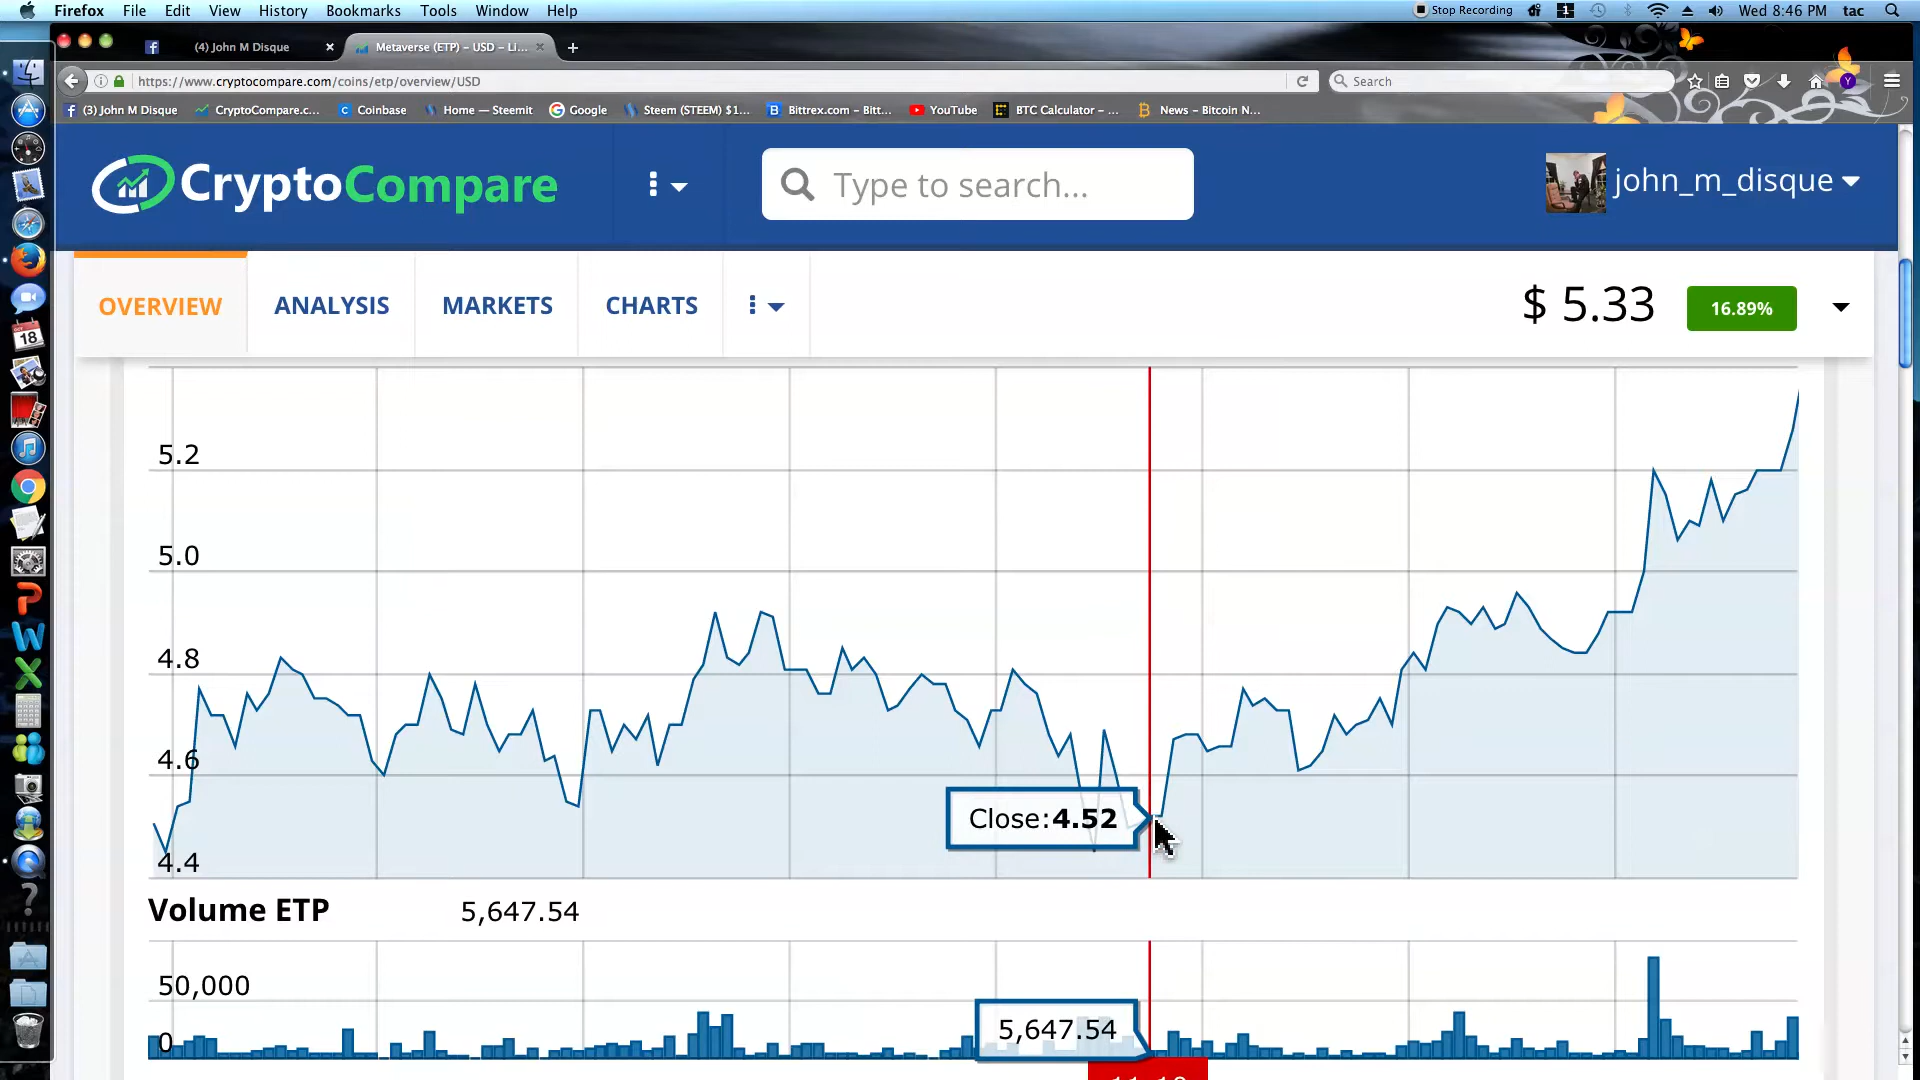 Firefox File Edit View History Bookmarks Tools Window Help Stop Recording 1 Wed 8:46 PM tac
(4) John M Disque Metaverse (ETP) – USD – Li...
https://www.cryptocompare.com/coins/etp/overview/USD Search
(3) John M Disque CryptoCompare.c... Coinbase Home — Steemit Google Steem (STEEM) $1... Bittrex.com – Bitt... YouTube BTC Calculator – ... News – Bitcoin N...
CryptoCompare Type to search... john_m_disque
OVERVIEW ANALYSIS MARKETS CHARTS $ 5.33 16.89%
5.2
5.0
4.8
4.6
Close:4.52
4.4
Volume ETP 5,647.54
50,000
5,647.54
0
18